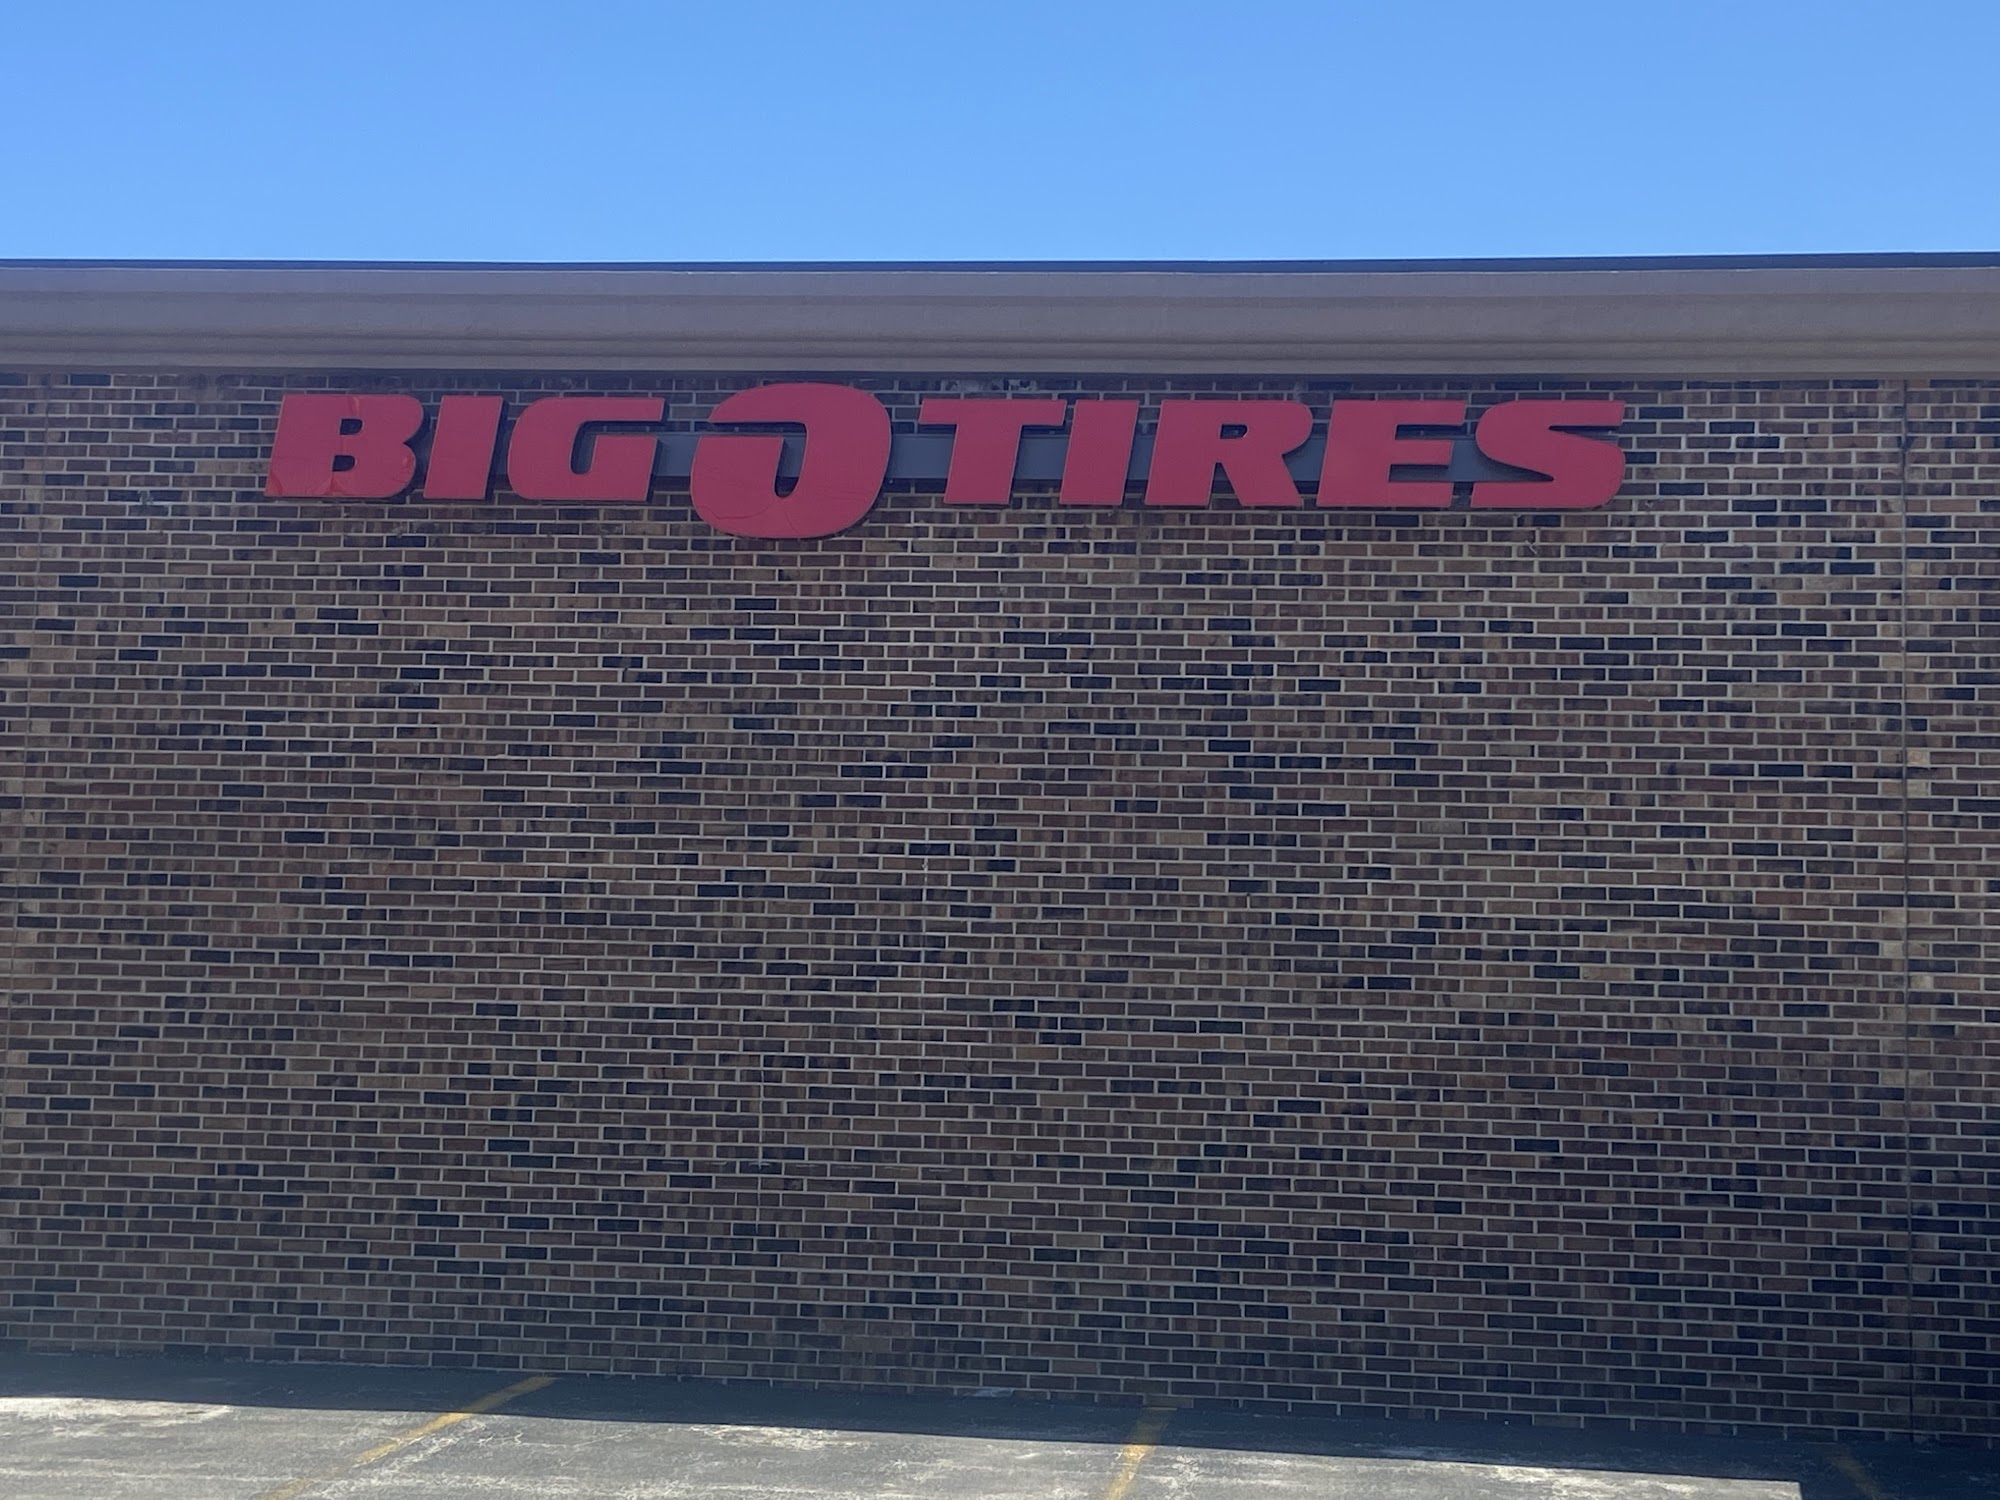 BIG O TIRES